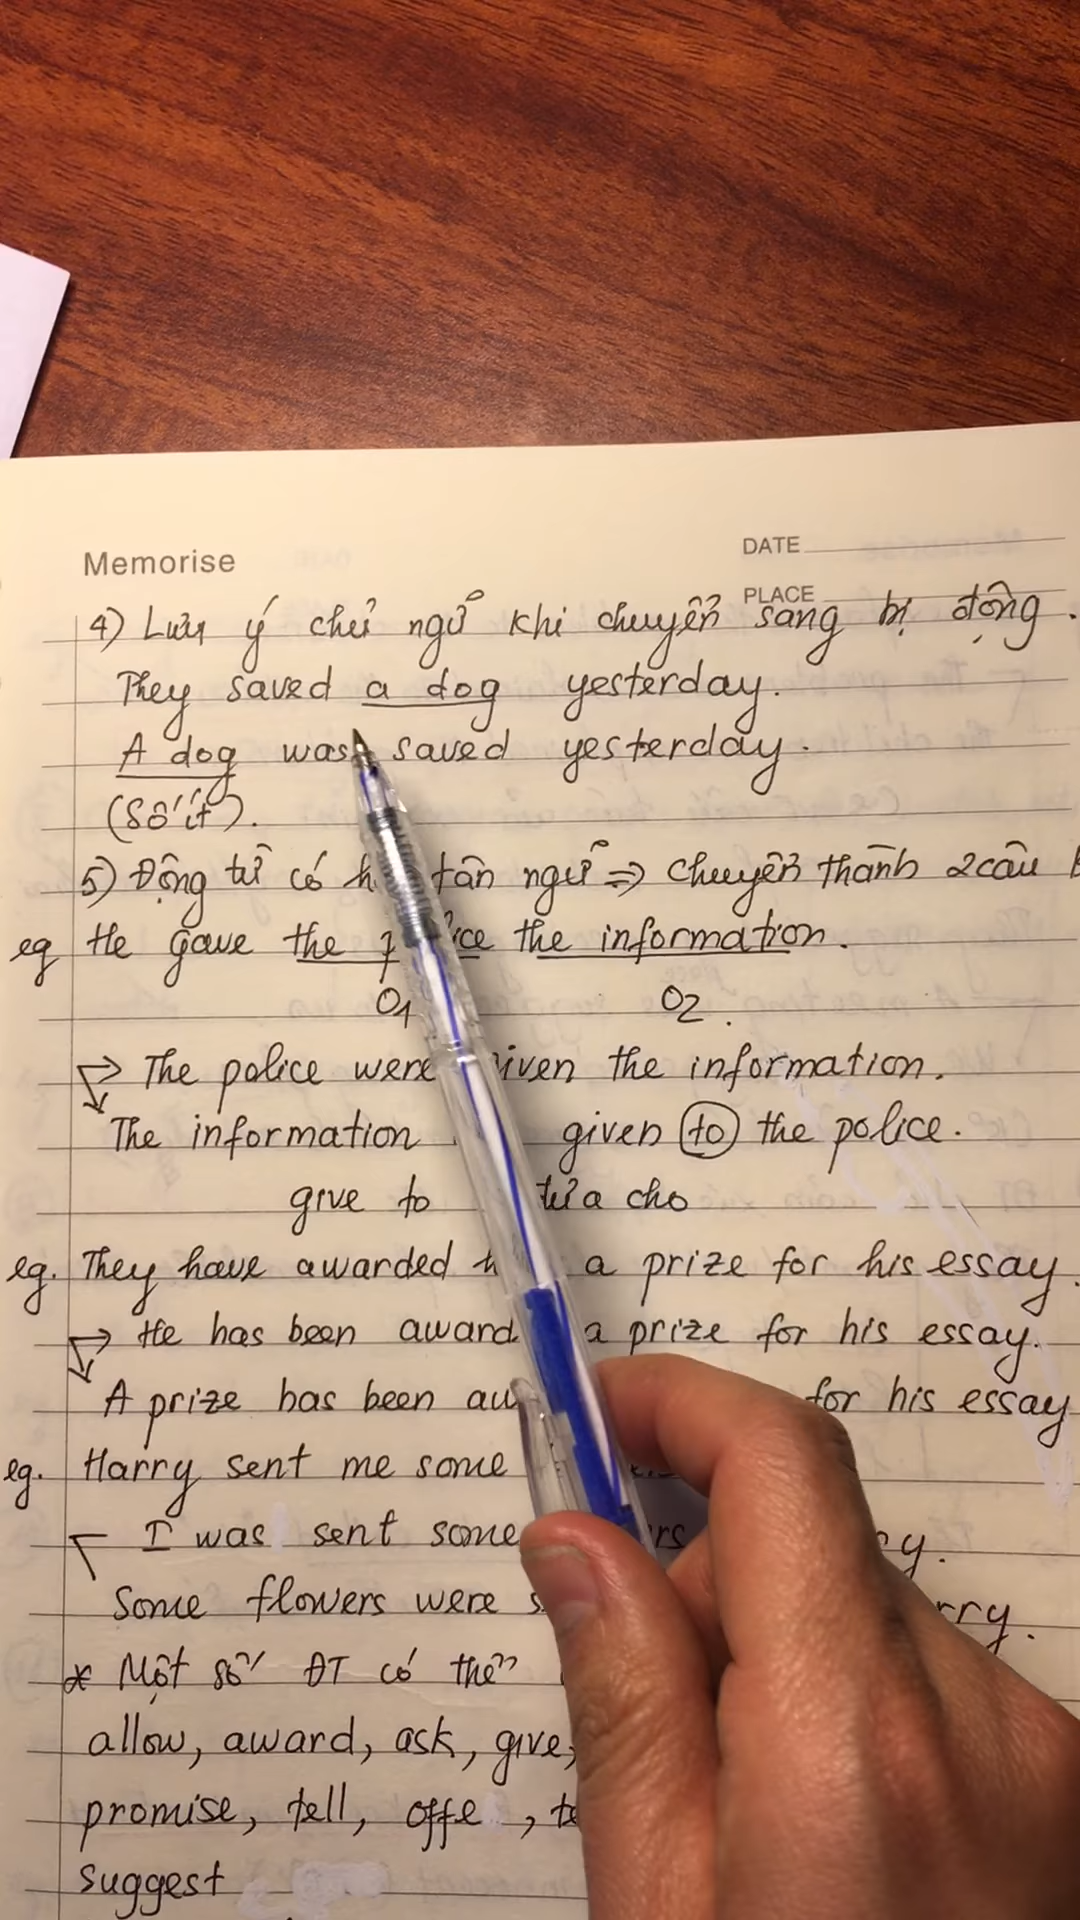 Memorise
DATE
PLACE
4) Lưu ý chủ ngữ khi chuyển sang bị động.
They saved a dog yesterday.
A dog was saved yesterday.
(Số ít).
5) Động từ có tân ngữ => chuyển thành 2 câu
eg He gave the the information.
O1 O2.
The police were given the information.
The information given to the police.
give to cho
eg. They have awarded a prize for his essay.
He has been a prize for his essay.
A prize has been for his essay
eg. Harry sent me some
I was sent some
Some flowers were
* Một số ĐT có thể
allow, award, ask, give,
promise, tell,
suggest